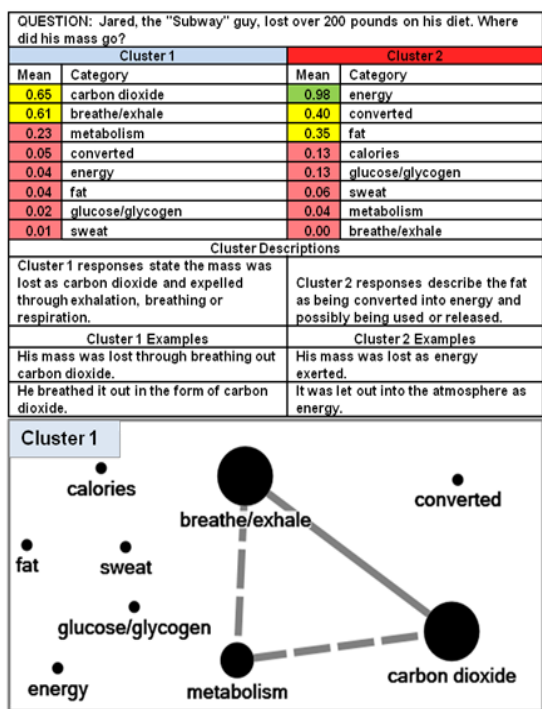 QUESTION: Jared, the "Subway" guy, lost over 200 pounds on his diet. Where
did his mass go?
Cluster 1 Cluster 2
Mean Category Mean Category
0.65 carbon dioxide 0.98 energy
0.61 breathe/exhale 0.40 converted
0.23 metabolism 0.35 fat
0.05 converted 0.13 calories
0.04 energy 0.13 glucose/glycogen
0.04 fat 0.06 sweat
0.02 glucose/glycogen 0.04 metabolism
0.01 sweat 0.00 breathe/exhale
Cluster Descriptions
Cluster 1 responses state the mass was
lost as carbon dioxide and expelled
through exhalation, breathing or
respiration.
Cluster 2 responses describe the fat
as being converted into energy and
possibly being used or released.
Cluster 1 Examples Cluster 2 Examples
His mass was lost through breathing out
carbon dioxide.
His mass was lost as energy
exerted.
He breathed it out in the form of carbon
dioxide.
It was let out into the atmosphere as
energy.
Cluster 1
calories
breathe/exhale
converted
fat
sweat
glucose/glycogen
carbon dioxide
energy
metabolism